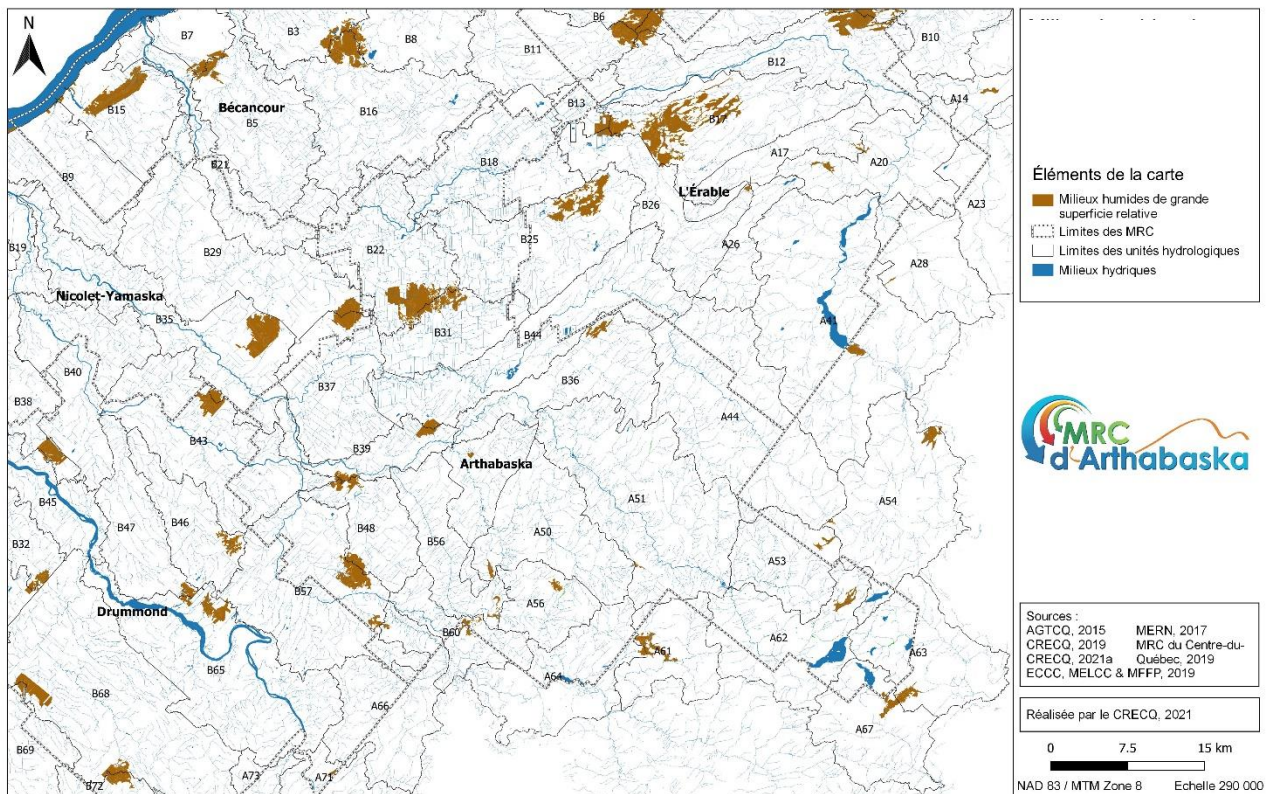 N
B7
B3
B8
B6
B11
B10
B12
B15
Bécancour
B5
B16
B13
B17
A14
B21
B18
A17
A20
B9
L'Érable
A23
B19
B29
B22
B25
B26
A26
A28
Nicolet-Yamaska
B35
B31
B44
A41
B40
B37
B36
B38
B43
B39
A44
Arthabaska
B45
B47
B46
B48
B56
A50
A51
A54
B32
A53
Drummond
B57
A56
B60
A62
A63
B65
A61
A64
B68
A66
A67
B69
B72
A73
A71
Éléments de la carte
Milieux humides de grande
superficie relative
Limites des MRC
Limites des unités hydrologiques
Milieux hydriques
MRC
d'Arthabaska
Sources :
AGTCQ, 2015 MERN, 2017
CRECQ, 2019 MRC du Centre-du-
CRECQ, 2021a Québec, 2019
ECCC, MELCC & MFFP, 2019
Réalisée par le CRECQ, 2021
0 7.5 15 km
NAD 83 / MTM Zone 8 Echelle 290 000